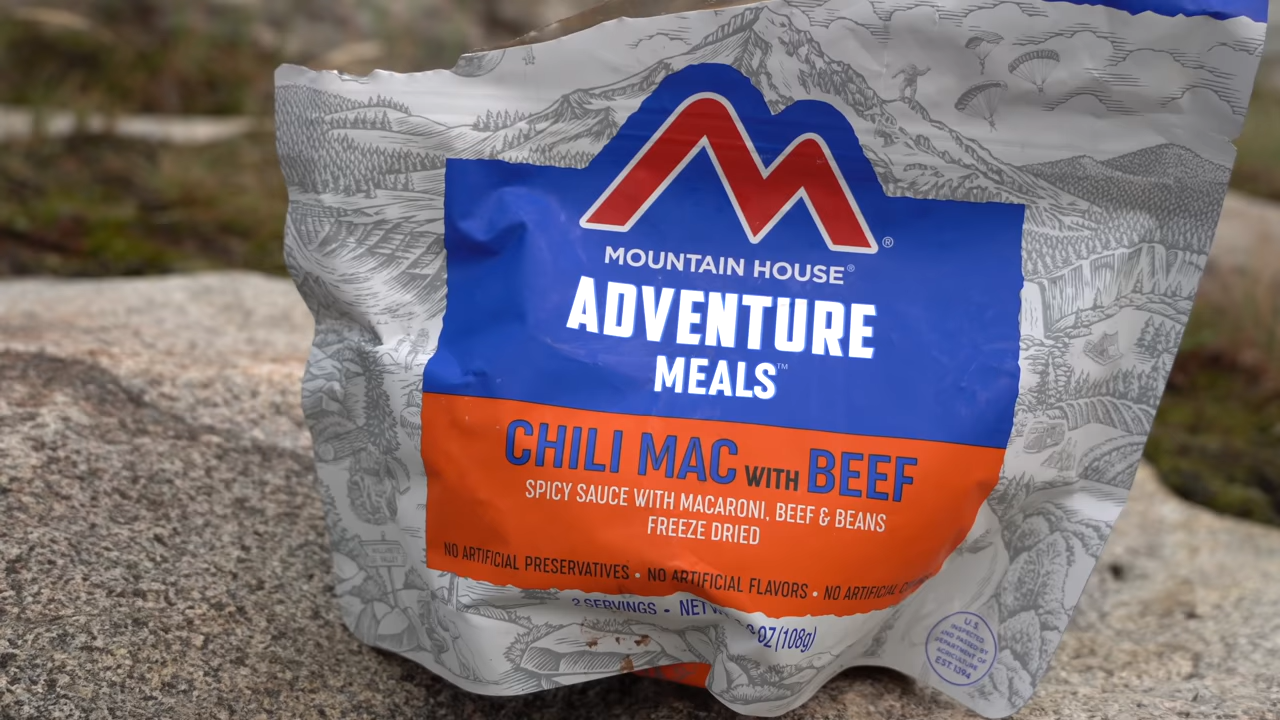 MOUNTAIN HOUSE®
ADVENTURE
MEALS™
CHILI MAC WITH BEEF
SPICY SAUCE WITH MACARONI, BEEF & BEANS
FREEZE DRIED
NO ARTIFICIAL PRESERVATIVES • NO ARTIFICIAL FLAVORS • NO ARTIFICIAL
2 SERVINGS • NET OZ (108g)
U.S.
INSPECTED
AND PASSED BY
DEPARTMENT OF
AGRICULTURE
EST.1394